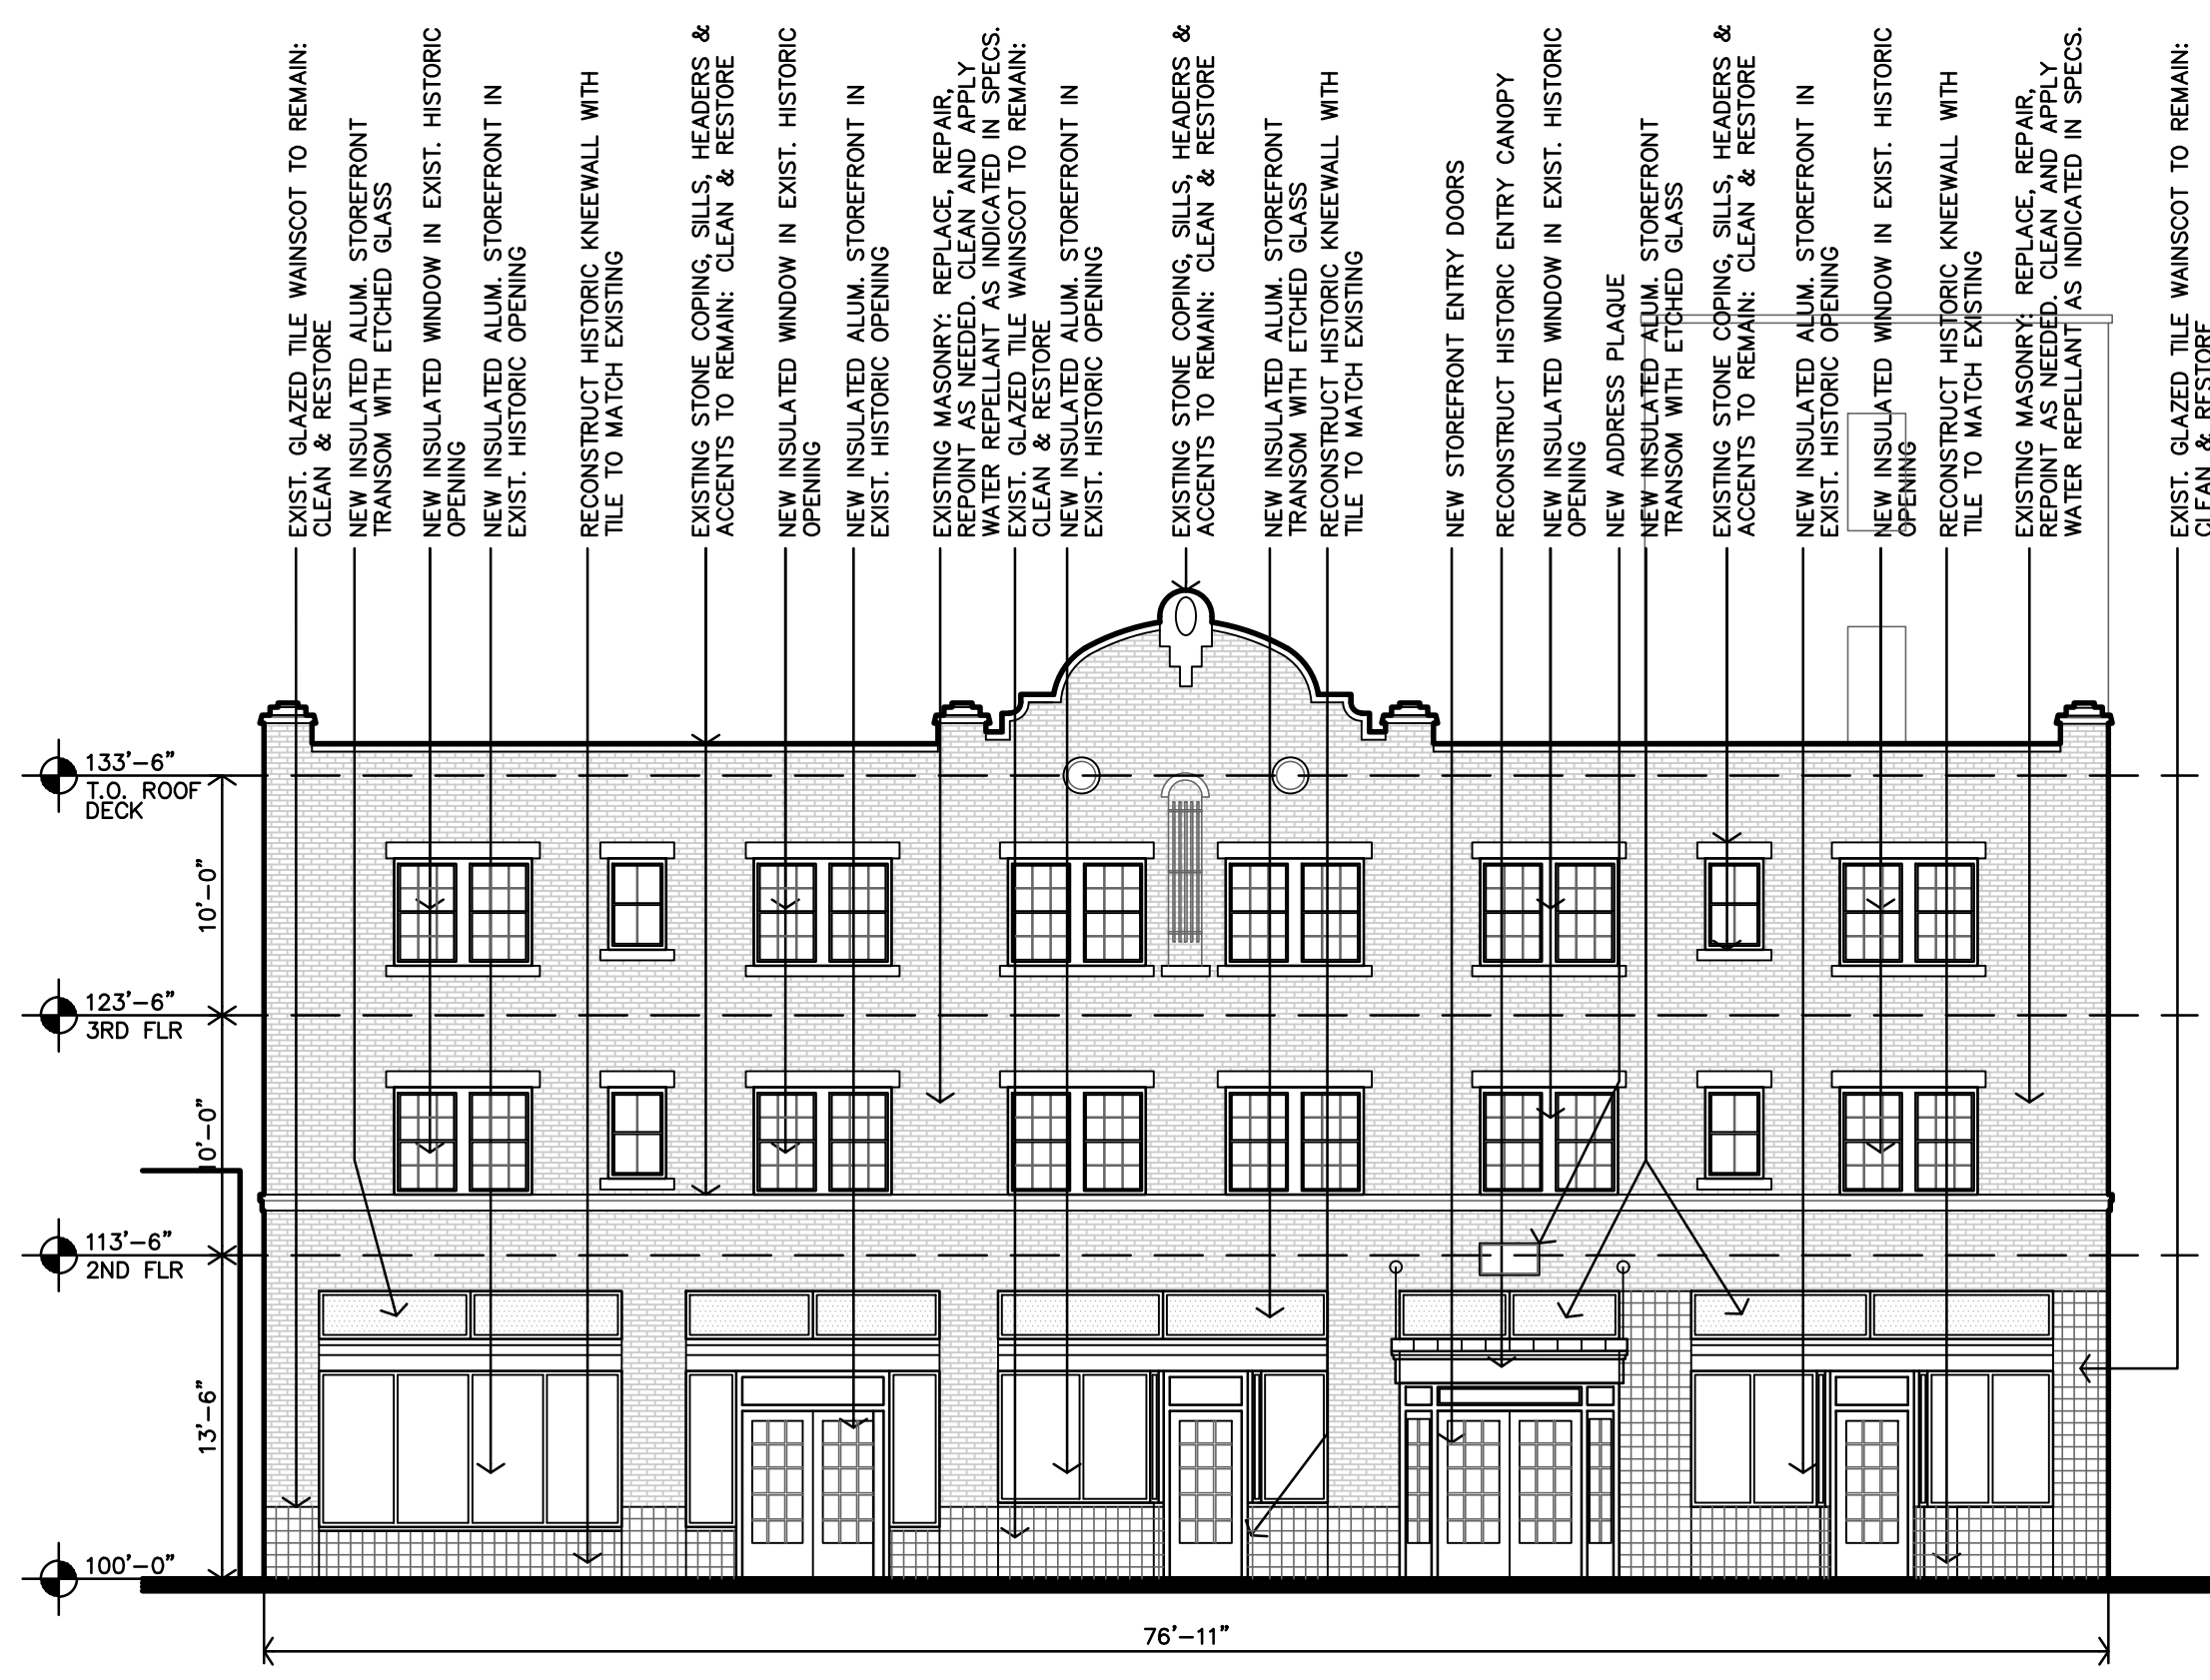 EXIST. GLAZED TILE WAINSCOT TO REMAIN:
CLEAN & RESTORE
NEW INSULATED ALUM. STOREFRONT
TRANSOM WITH ETCHED GLASS
NEW INSULATED WINDOW IN EXIST. HISTORIC
OPENING
NEW INSULATED ALUM. STOREFRONT IN
EXIST. HISTORIC OPENING
RECONSTRUCT HISTORIC KNEEWALL WITH
TILE TO MATCH EXISTING
EXISTING STONE COPING, SILLS, HEADERS &
ACCENTS TO REMAIN: CLEAN & RESTORE
NEW INSULATED WINDOW IN EXIST. HISTORIC
OPENING
NEW INSULATED ALUM. STOREFRONT IN
EXIST. HISTORIC OPENING
EXISTING MASONRY: REPLACE, REPAIR,
REPOINT AS NEEDED. CLEAN AND APPLY
WATER REPELLANT AS INDICATED IN SPECS.
EXIST. GLAZED TILE WAINSCOT TO REMAIN:
CLEAN & RESTORE
NEW INSULATED ALUM. STOREFRONT IN
EXIST. HISTORIC OPENING
EXISTING STONE COPING, SILLS, HEADERS &
ACCENTS TO REMAIN: CLEAN & RESTORE
NEW INSULATED ALUM. STOREFRONT
TRANSOM WITH ETCHED GLASS
RECONSTRUCT HISTORIC KNEEWALL WITH
TILE TO MATCH EXISTING
NEW STOREFRONT ENTRY DOORS
RECONSTRUCT HISTORIC ENTRY CANOPY
NEW INSULATED WINDOW IN EXIST. HISTORIC
OPENING
NEW ADDRESS PLAQUE
NEW INSULATED ALUM. STOREFRONT
TRANSOM WITH ETCHED GLASS
EXISTING STONE COPING, SILLS, HEADERS &
ACCENTS TO REMAIN: CLEAN & RESTORE
NEW INSULATED ALUM. STOREFRONT IN
EXIST. HISTORIC OPENING
NEW INSULATED WINDOW IN EXIST. HISTORIC
OPENING
RECONSTRUCT HISTORIC KNEEWALL WITH
TILE TO MATCH EXISTING
EXISTING MASONRY: REPLACE, REPAIR,
REPOINT AS NEEDED. CLEAN AND APPLY
WATER REPELLANT AS INDICATED IN SPECS.
EXIST. GLAZED TILE WAINSCOT TO REMAIN:
CLEAN & RESTORE
133'-6"
T.O. ROOF
DECK
10'-0"
123'-6"
3RD FLR
10'-0"
113'-6"
2ND FLR
13'-6"
100'-0"
76'-11"